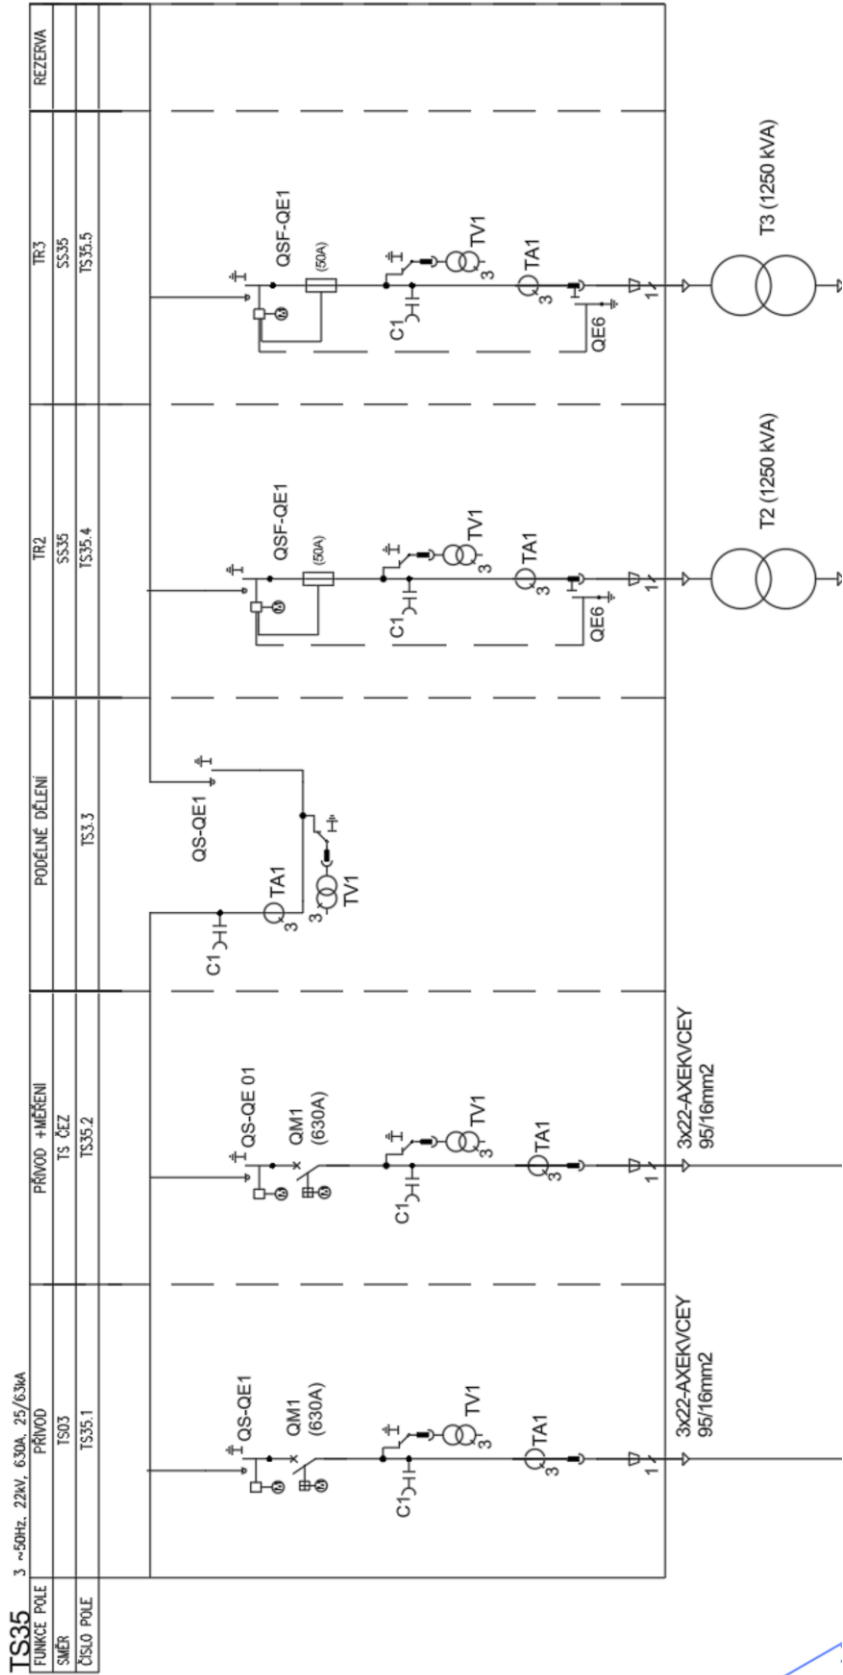 TS35
3 ~50Hz, 22kV, 630A, 25/63kA
FUNKCE POLE
PŘÍVOD
PŘÍVOD +MĚŘENÍ
PODÉLNÉ DĚLENÍ
TR2
TR3
REZERVA
SMĚR
TS03
TS ČEZ
SS35
SS35
ČÍSLO POLE
TS35.1
TS35.2
TS3.3
TS35.4
TS35.5
QS-QE1
M
QM1
(630A)
M
C1
TV1
3
TA1
3
1
3x22-AXEKVCEY
95/16mm2
QS-QE 01
M
QM1
(630A)
M
C1
TV1
3
TA1
3
1
3x22-AXEKVCEY
95/16mm2
C1
TA1
3
QS-QE1
3
TV1
QSF-QE1
M
(50A)
C1
TV1
3
TA1
3
QE6
1
T2 (1250 kVA)
QSF-QE1
M
(50A)
C1
TV1
3
TA1
3
QE6
1
T3 (1250 kVA)